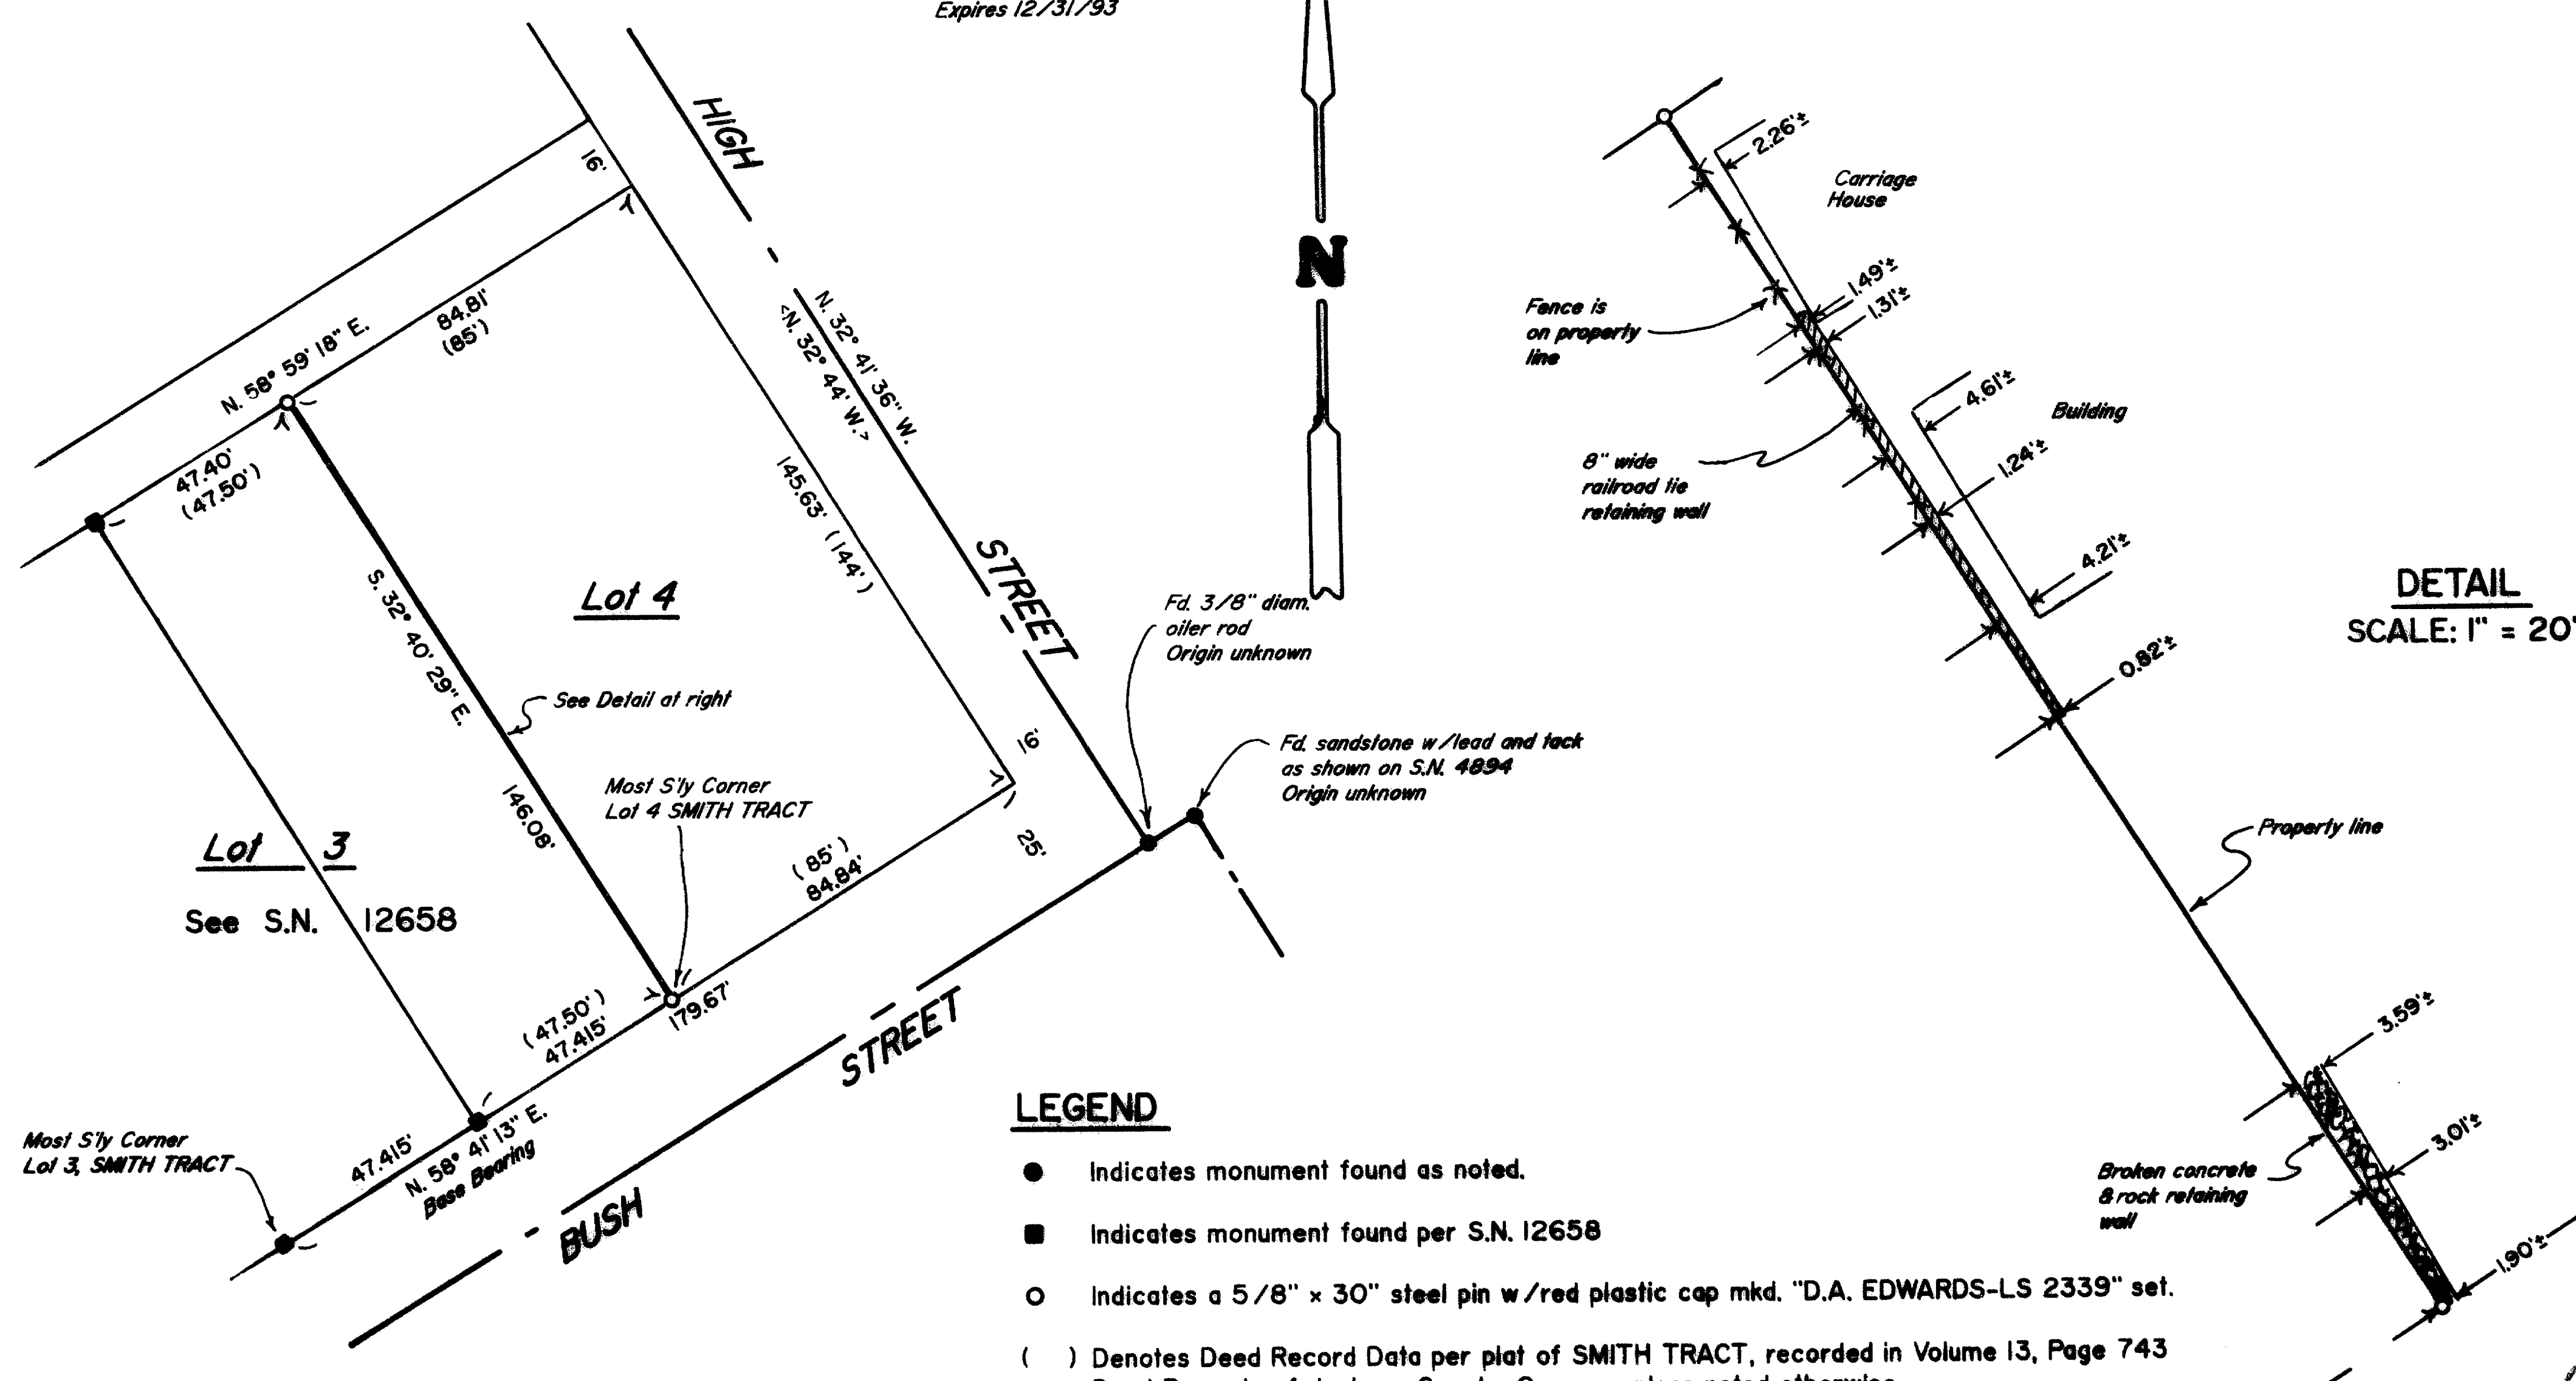 Expires 12/31/93
HIGH
STREET
16'
N. 58° 59' 18" E.
84.81'
(85')
47.40'
(47.50')
N. 32° 41' 36" W.
<N. 32° 44' W.>
145.63' (144')
S. 32° 40' 29" E.
146.08'
Lot 4
See Detail at right
Most S'ly Corner
Lot 4 SMITH TRACT
Lot 3
See S.N. 12658
16'
25'
(85')
84.84'
179.67'
(47.50')
47.415'
47.415'
N. 58° 41' 13" E.
Base Bearing
Most S'ly Corner
Lot 3, SMITH TRACT
BUSH
STREET
Fd. 3/8" diam.
oiler rod
Origin unknown
Fd. sandstone w/lead and tack
as shown on S.N. 4894
Origin unknown
N
2.26'±
Carriage
House
1.49'±
1.31'±
Fence is
on property
line
4.61'±
Building
1.24'±
8" wide
railroad tie
retaining wall
4.21'±
0.82'±
DETAIL
SCALE: 1" = 20'
Property line
3.59'±
3.01'±
Broken concrete
& rock retaining
wall
1.90'±
LEGEND
Indicates monument found as noted.
Indicates monument found per S.N. 12658
Indicates a 5/8" x 30" steel pin w/red plastic cap mkd. "D.A. EDWARDS-LS 2339" set.
( ) Denotes Deed Record Data per plat of SMITH TRACT, recorded in Volume 13, Page 743